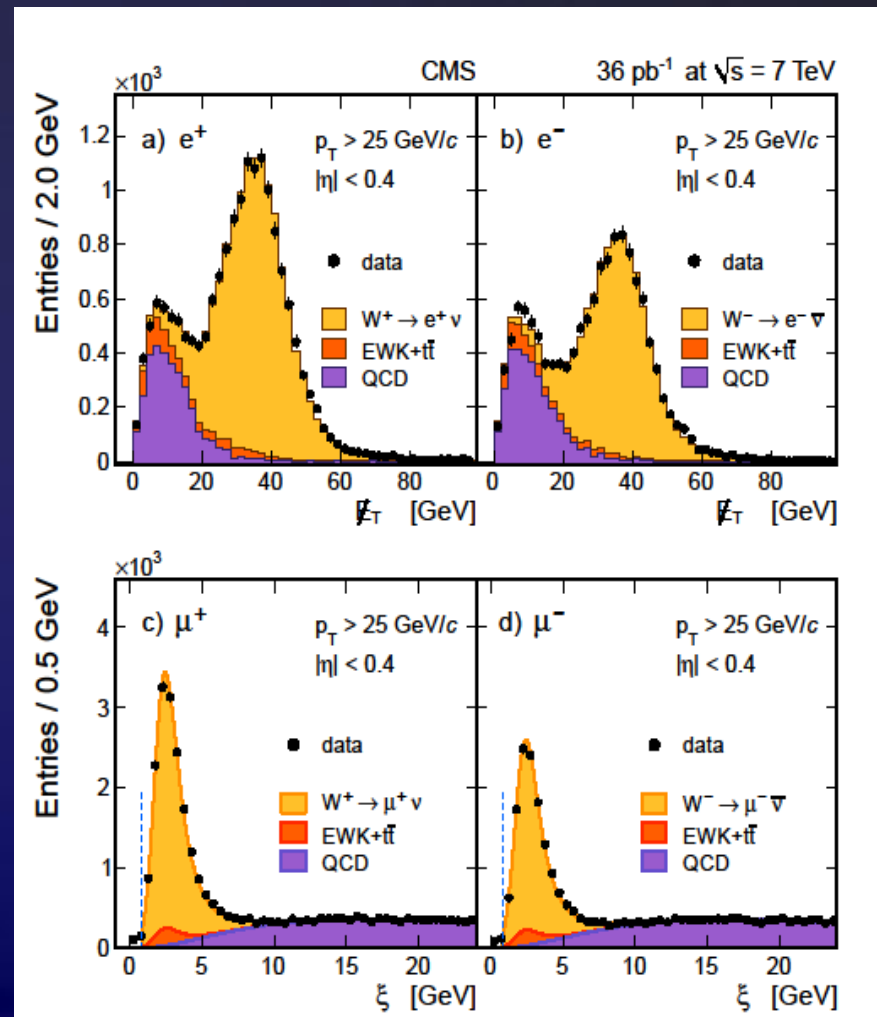 ×10³ CMS 36 pb⁻¹ at √s = 7 TeV
Entries / 2.0 GeV
a) e⁺ p_T > 25 GeV/c
|η| < 0.4
data
W⁺ → e⁺ ν
EWK+tt̅
QCD
1.2
1
0.8
0.6
0.4
0.2
0
0 20 40 60 80
E̸_T [GeV]
b) e⁻ p_T > 25 GeV/c
|η| < 0.4
data
W⁻ → e⁻ ν̅
EWK+tt̅
QCD
0 20 40 60 80
E̸_T [GeV]
×10³
Entries / 0.5 GeV
c) μ⁺ p_T > 25 GeV/c
|η| < 0.4
data
W⁺ → μ⁺ ν
EWK+tt̅
QCD
4
3
2
1
0
0 5 10 15 20
ξ [GeV]
d) μ⁻ p_T > 25 GeV/c
|η| < 0.4
data
W⁻ → μ⁻ ν̅
EWK+tt̅
QCD
0 5 10 15 20
ξ [GeV]